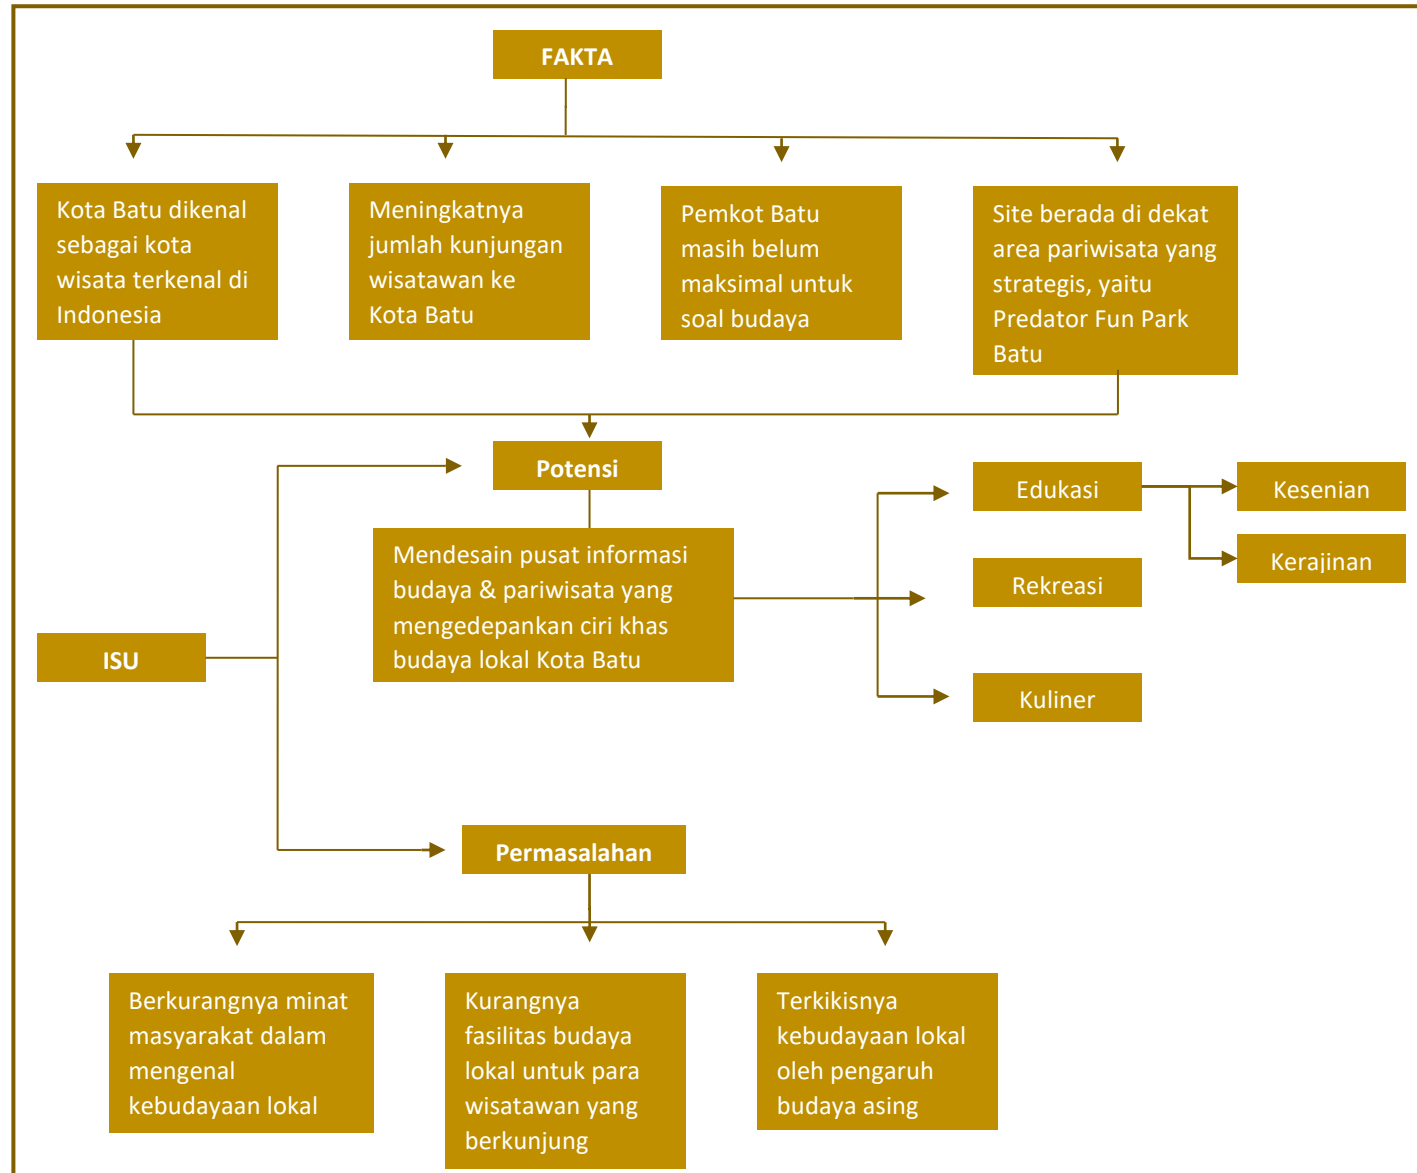 FAKTA
Kota Batu dikenal
sebagai kota
wisata terkenal di
Indonesia
Meningkatnya
jumlah kunjungan
wisatawan ke
Kota Batu
Pemkot Batu
masih belum
maksimal untuk
soal budaya
Site berada di dekat
area pariwisata yang
strategis, yaitu
Predator Fun Park
Batu
Potensi
Mendesain pusat informasi
budaya & pariwisata yang
mengedepankan ciri khas
budaya lokal Kota Batu
Edukasi
Kesenian
Kerajinan
Rekreasi
Kuliner
ISU
Permasalahan
Berkurangnya minat
masyarakat dalam
mengenal
kebudayaan lokal
Kurangnya
fasilitas budaya
lokal untuk para
wisatawan yang
berkunjung
Terkikisnya
kebudayaan lokal
oleh pengaruh
budaya asing